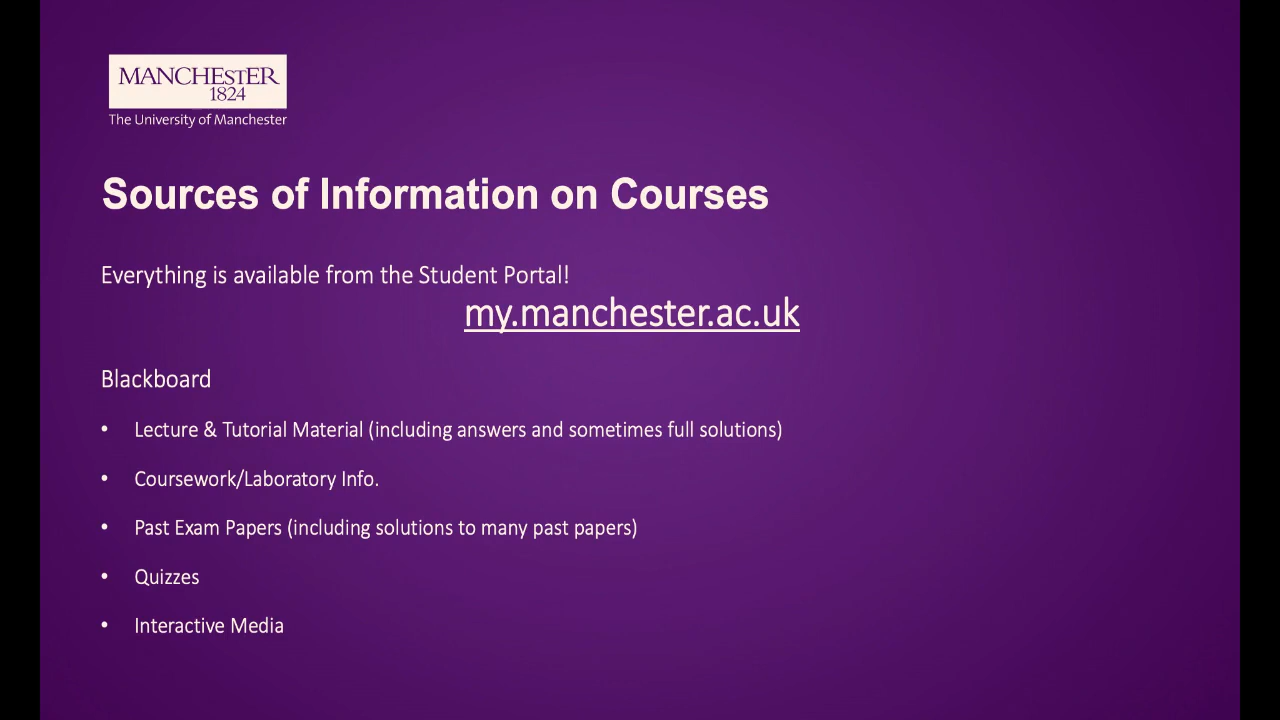 MANCHESTER
1824
The University of Manchester
Sources of Information on Courses
Everything is available from the Student Portal!
my.manchester.ac.uk
Blackboard
• Lecture & Tutorial Material (including answers and sometimes full solutions)
• Coursework/Laboratory Info.
• Past Exam Papers (including solutions to many past papers)
• Quizzes
• Interactive Media